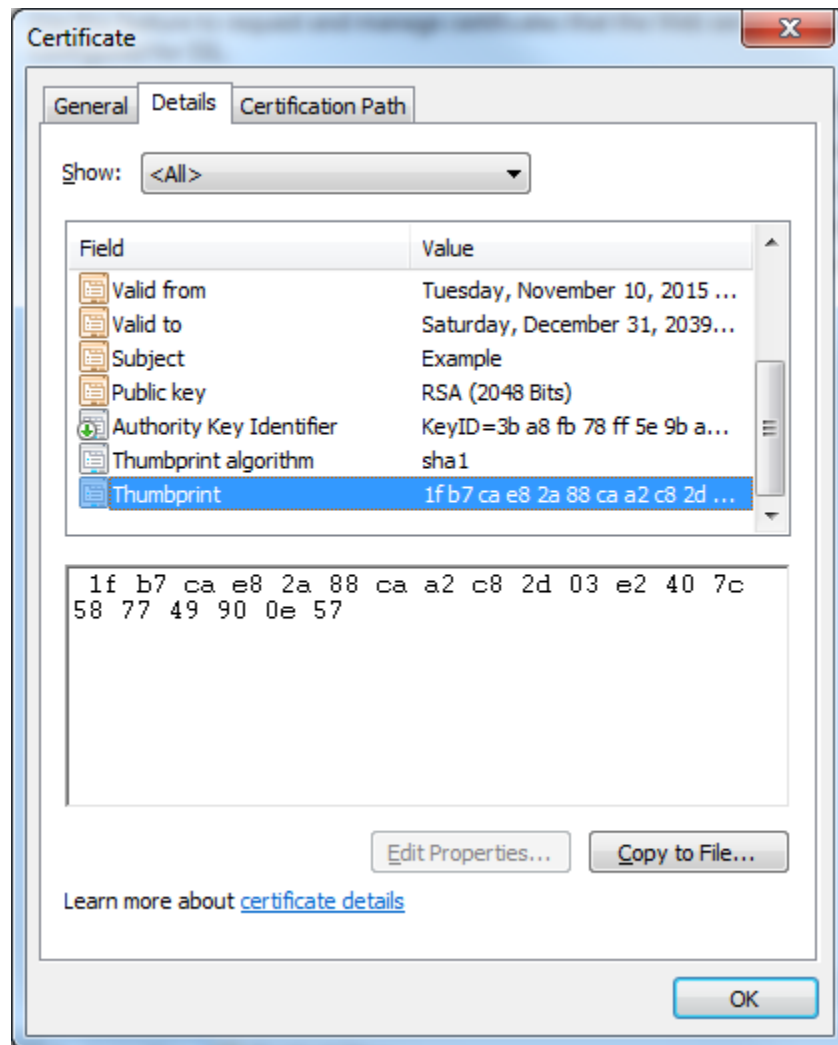 Certificate
General Details Certification Path
Show: <All>
Field Value
Valid from Tuesday, November 10, 2015 ...
Valid to Saturday, December 31, 2039...
Subject Example
Public key RSA (2048 Bits)
Authority Key Identifier KeyID=3b a8 fb 78 ff 5e 9b a...
Thumbprint algorithm sha1
Thumbprint 1f b7 ca e8 2a 88 ca a2 c8 2d ...
1f b7 ca e8 2a 88 ca a2 c8 2d 03 e2 40 7c
58 77 49 90 0e 57
Edit Properties... Copy to File...
Learn more about certificate details
OK